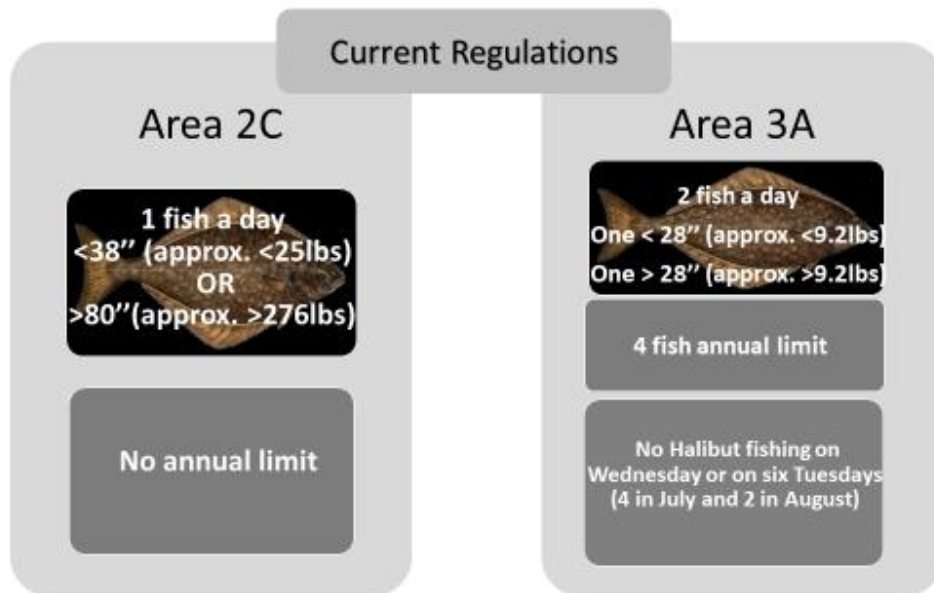 Current Regulations
Area 2C
1 fish a day
<38’’ (approx. <25lbs)
OR
>80’’(approx. >276lbs)
No annual limit
Area 3A
2 fish a day
One < 28’’ (approx. <9.2lbs)
One > 28’’ (approx. >9.2lbs)
4 fish annual limit
No Halibut fishing on
Wednesday or on six Tuesdays
(4 in July and 2 in August)